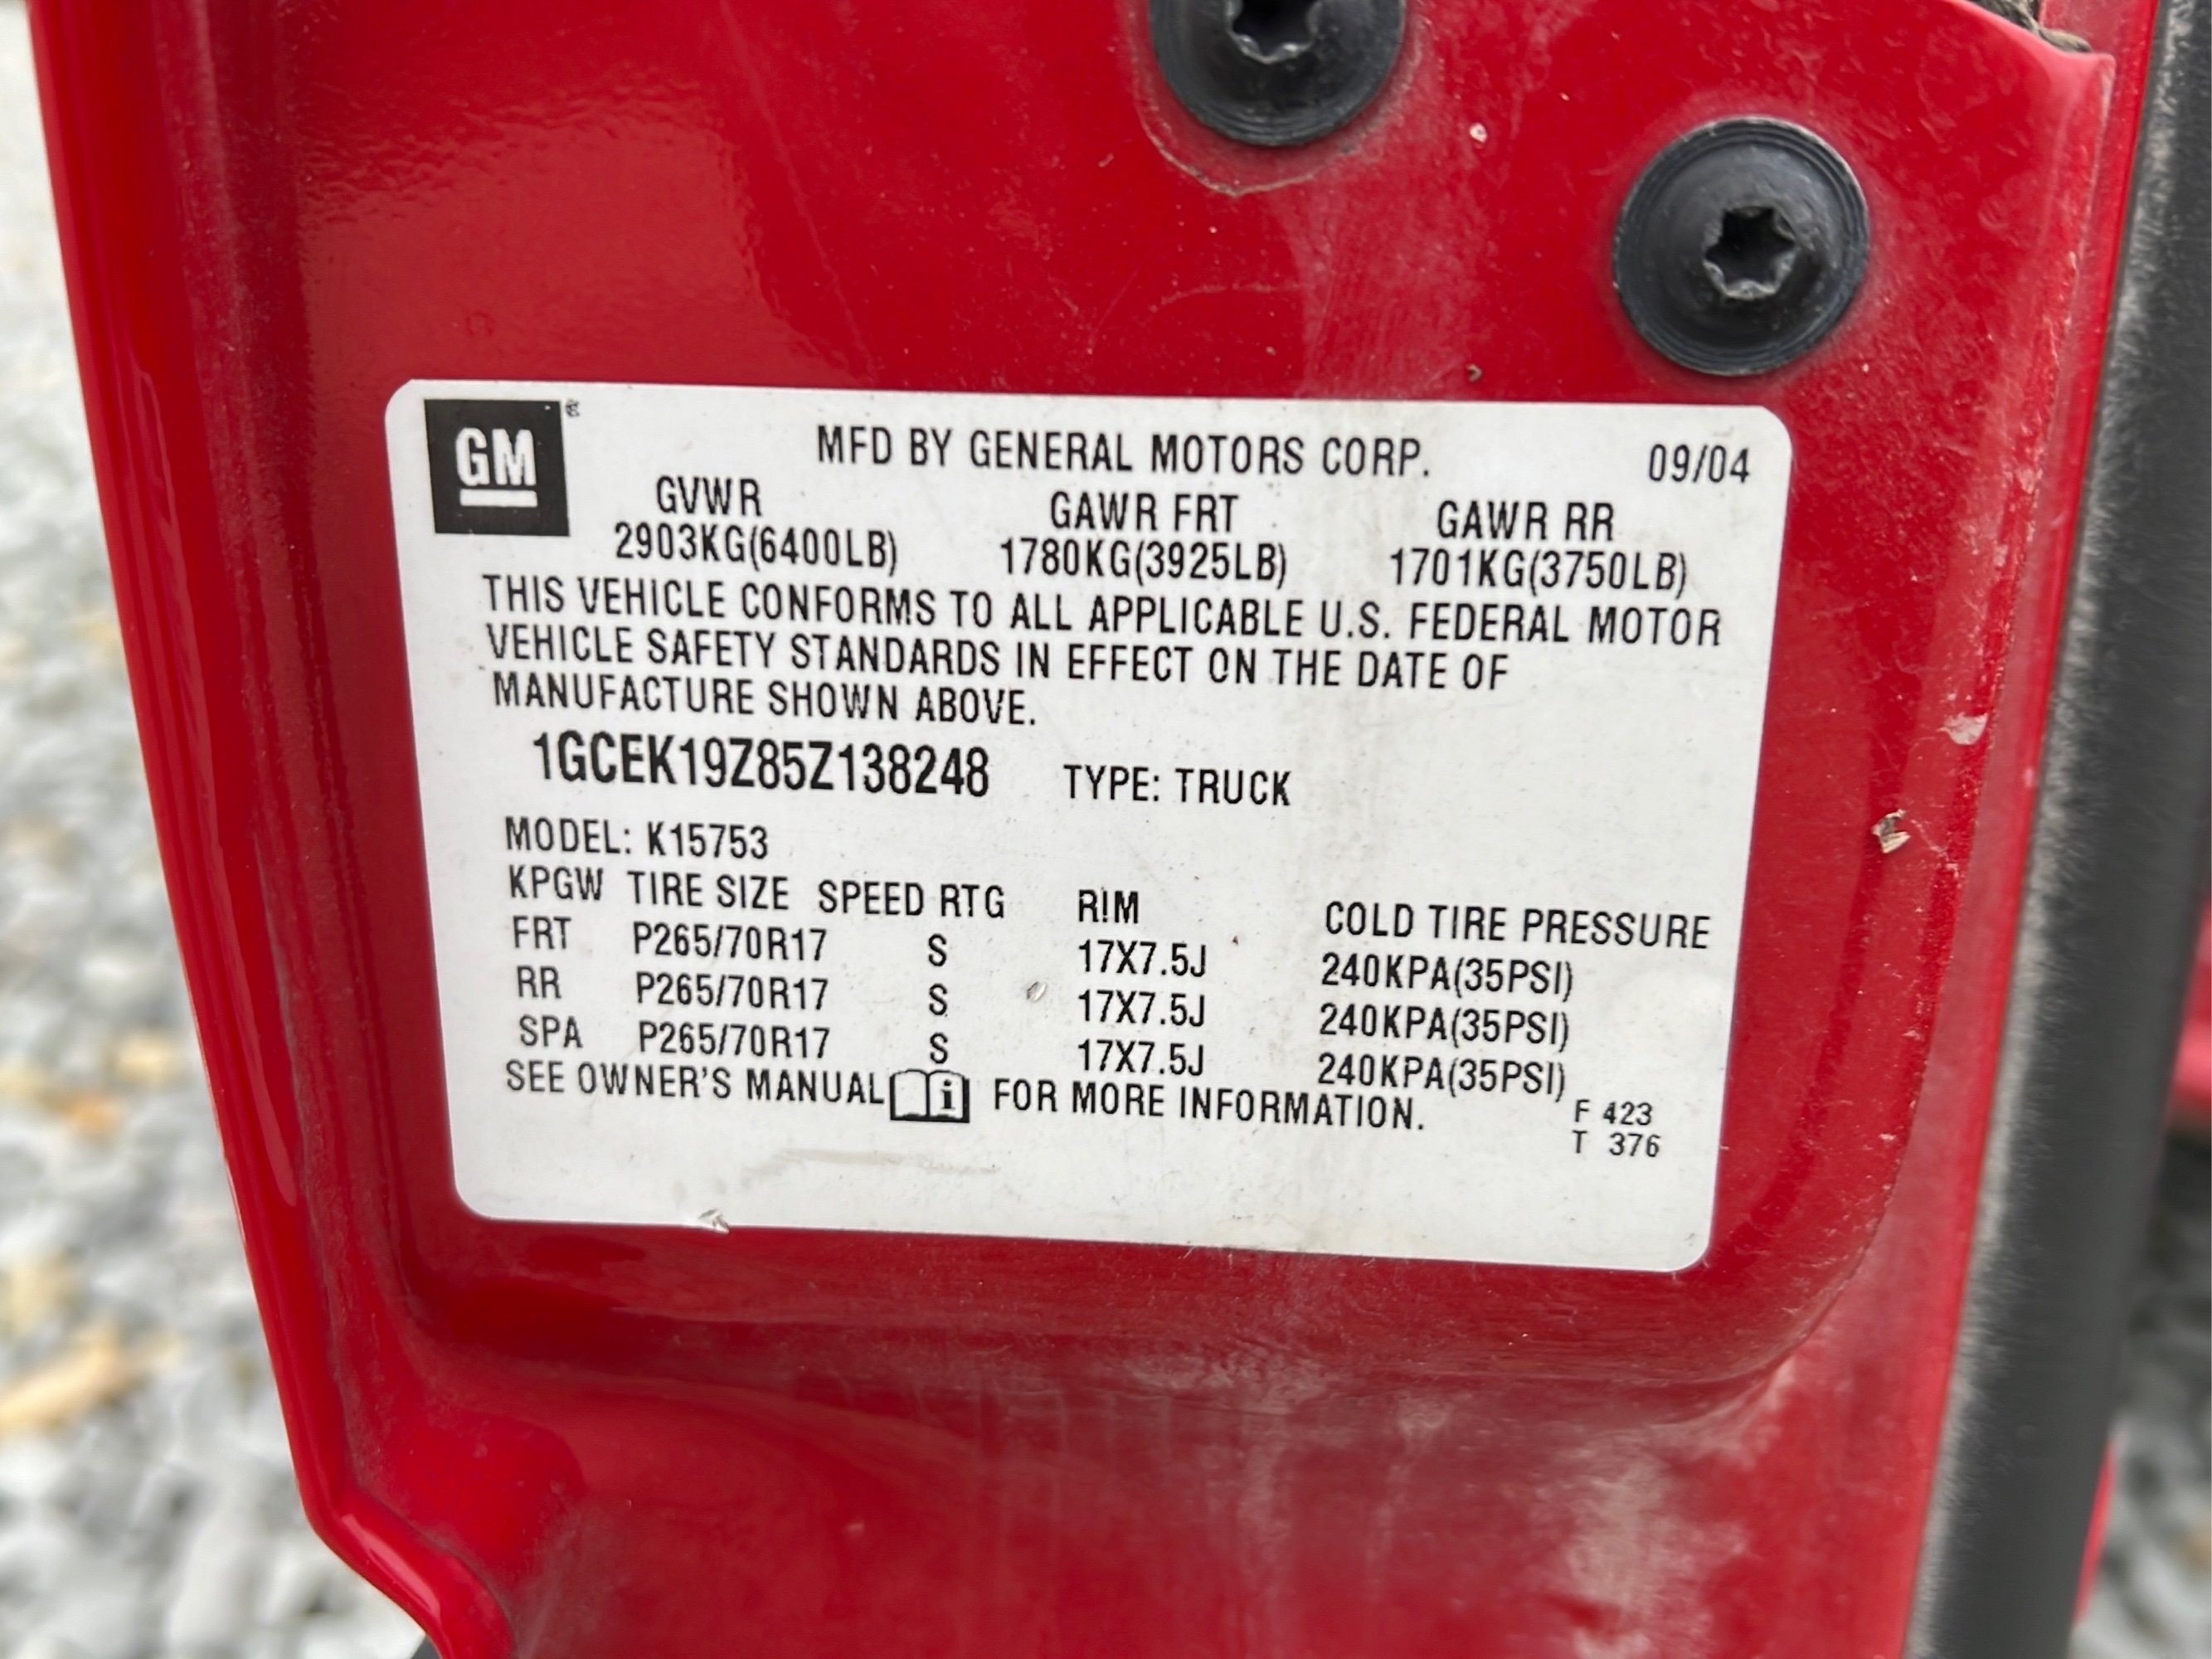 GM®
MFD BY GENERAL MOTORS CORP. 09/04
GVWR GAWR FRT GAWR RR
2903KG(6400LB) 1780KG(3925LB) 1701KG(3750LB)
THIS VEHICLE CONFORMS TO ALL APPLICABLE U.S. FEDERAL MOTOR
VEHICLE SAFETY STANDARDS IN EFFECT ON THE DATE OF
MANUFACTURE SHOWN ABOVE.
1GCEK19Z85Z138248 TYPE: TRUCK
MODEL: K15753
KPGW TIRE SIZE SPEED RTG RIM COLD TIRE PRESSURE
FRT P265/70R17 S 17X7.5J 240KPA(35PSI)
RR P265/70R17 S 17X7.5J 240KPA(35PSI)
SPA P265/70R17 S 17X7.5J 240KPA(35PSI)
SEE OWNER'S MANUAL i FOR MORE INFORMATION.
F 423
T 376